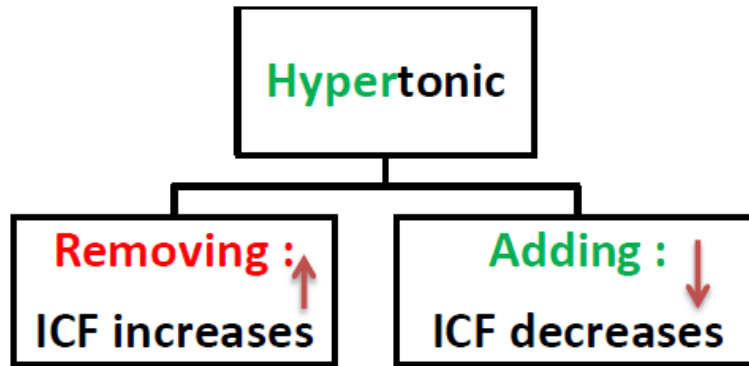 Hypertonic
Removing :
ICF increases
Adding :
ICF decreases